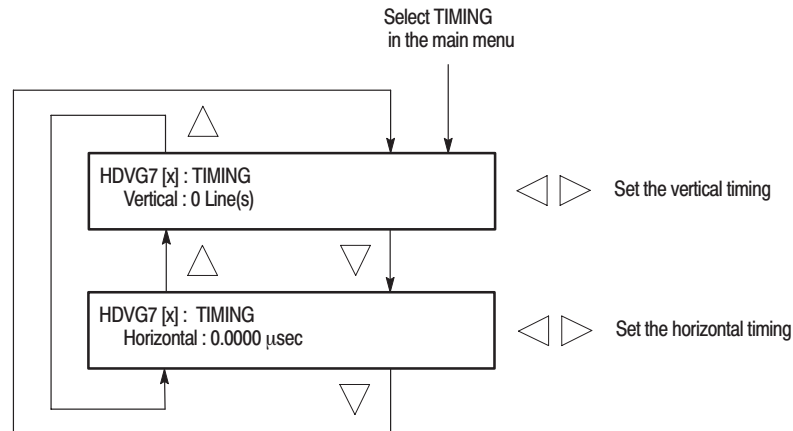 Select TIMING
in the main menu
HDVG7 [x] : TIMING
Vertical : 0 Line(s)
Set the vertical timing
HDVG7 [x] :  TIMING
Horizontal : 0.0000 μsec
Set the horizontal timing